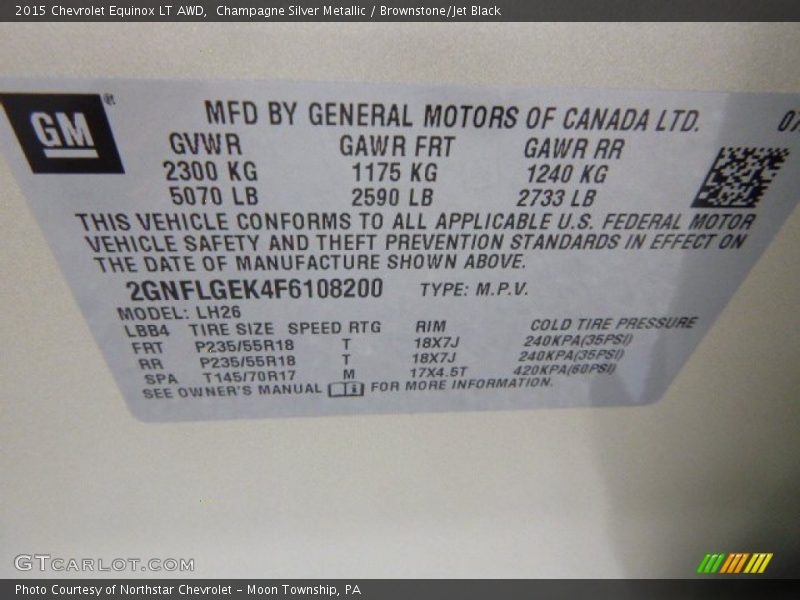 2015 Chevrolet Equinox LT AWD,  Champagne Silver Metallic / Brownstone/Jet Black
GM
MFD BY GENERAL MOTORS OF CANADA LTD. 07
GVWR GAWR FRT GAWR RR
2300 KG 1175 KG 1240 KG
5070 LB 2590 LB 2733 LB
THIS VEHICLE CONFORMS TO ALL APPLICABLE U.S. FEDERAL MOTOR
VEHICLE SAFETY AND THEFT PREVENTION STANDARDS IN EFFECT ON
THE DATE OF MANUFACTURE SHOWN ABOVE.
2GNFLGEK4F6108200 TYPE: M.P.V.
MODEL: LH26
LBB4 TIRE SIZE SPEED RTG RIM COLD TIRE PRESSURE
FRT P235/55R18 T 18X7J 240KPA(35PSI)
RR P235/55R18 T 18X7J 240KPA(35PSI)
SPA T145/70R17 M 17X4.5T 420KPA(60PSI)
SEE OWNER'S MANUAL i FOR MORE INFORMATION.
GTCARLOT.COM
Photo Courtesy of Northstar Chevrolet - Moon Township, PA